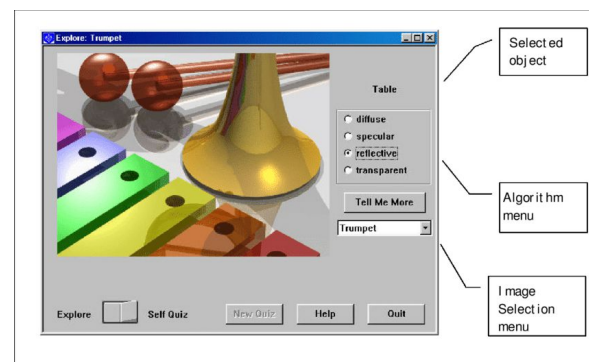 Explore: Trumpet
Table
diffuse
specular
reflective
transparent
Tell Me More
Trumpet
Explore
Self Quiz
New Quiz
Help
Quit
Selected
object
Algorithm
menu
Image
Selection
menu